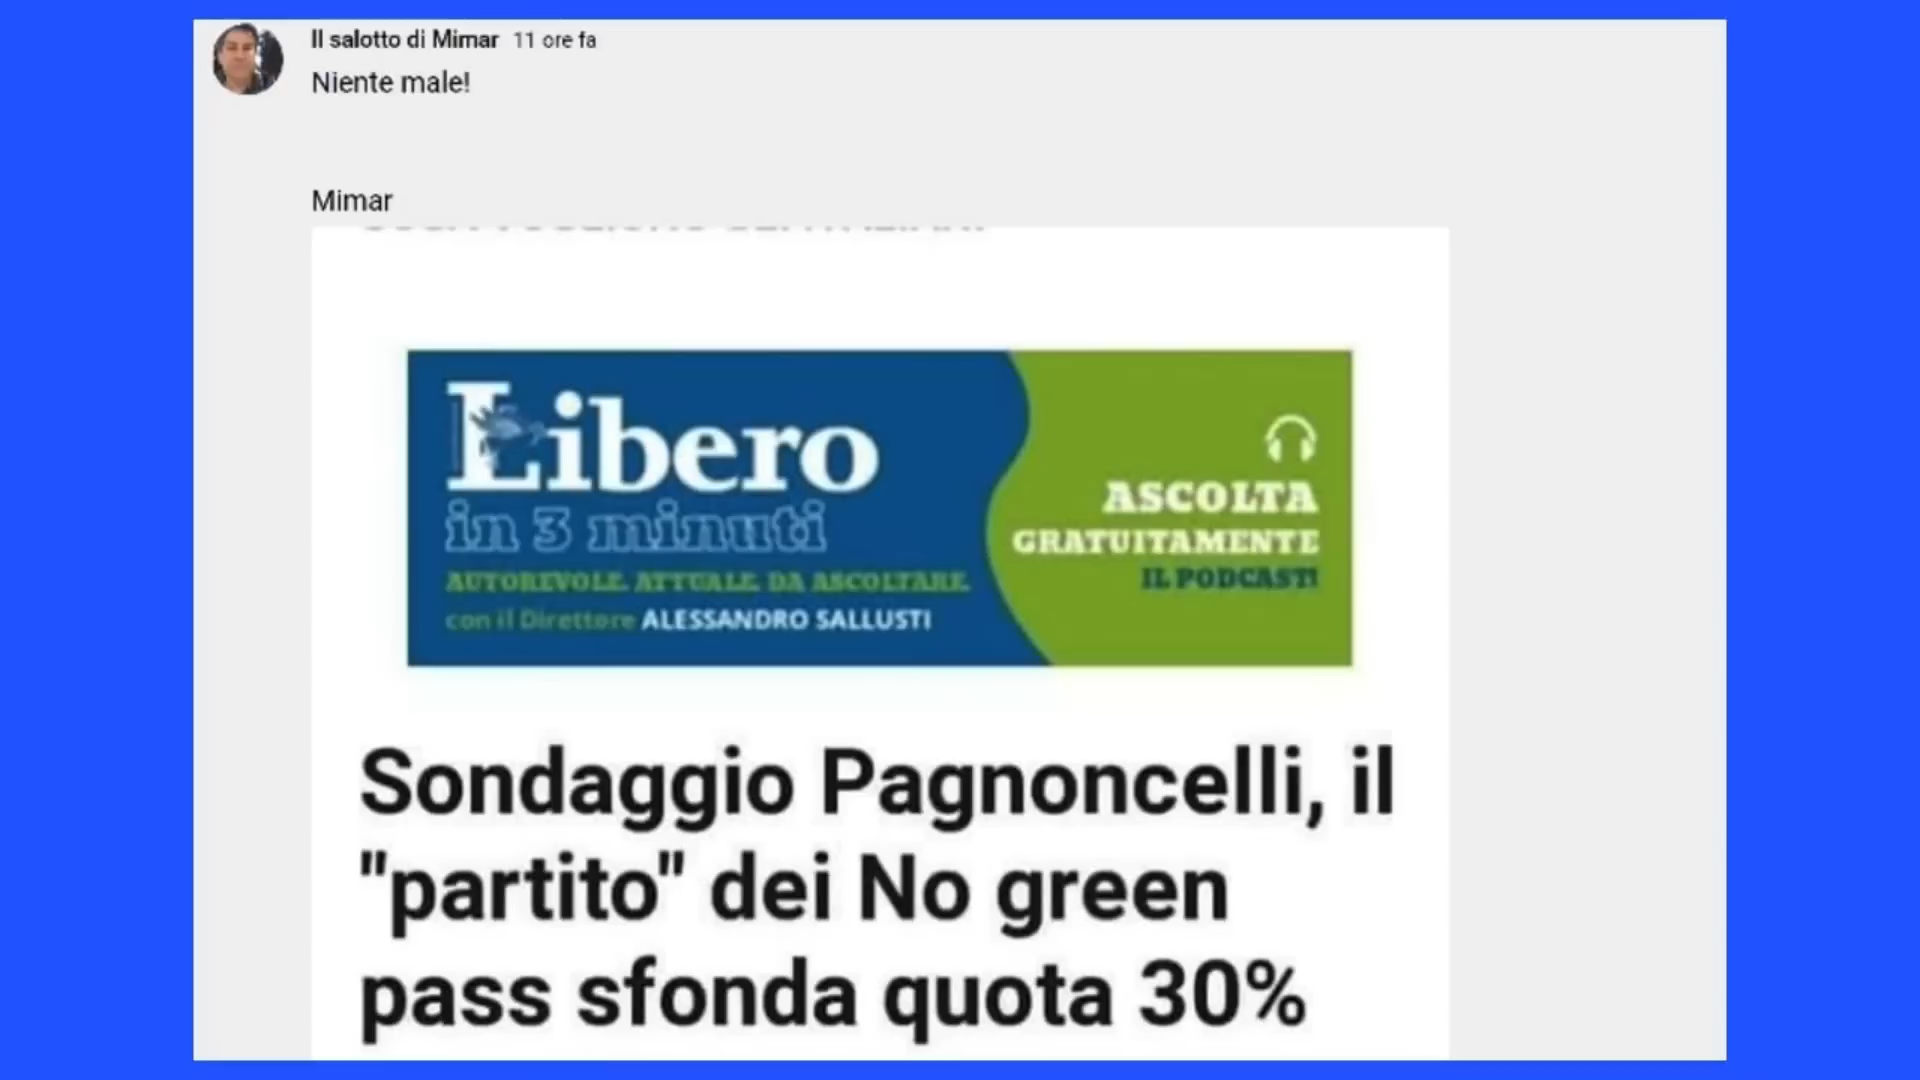 Il salotto di Mimar 11 ore fa
Niente male!
Mimar
Libero
in 3 minuti
AUTOREVOLE. ATTUALE. DA ASCOLTARE.
con il Direttore ALESSANDRO SALLUSTI
ASCOLTA
GRATUITAMENTE
IL PODCAST!
Sondaggio Pagnoncelli, il
"partito" dei No green
pass sfonda quota 30%